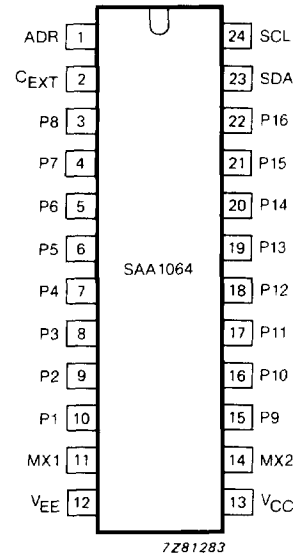 ADR 1 24 SCL
CEXT 2 23 SDA
P8 3 22 P16
P7 4 21 P15
P6 5 20 P14
P5 6 19 P13
SAA1064
P4 7 18 P12
P3 8 17 P11
P2 9 16 P10
P1 10 15 P9
MX1 11 14 MX2
VEE 12 13 VCC
7Z81283